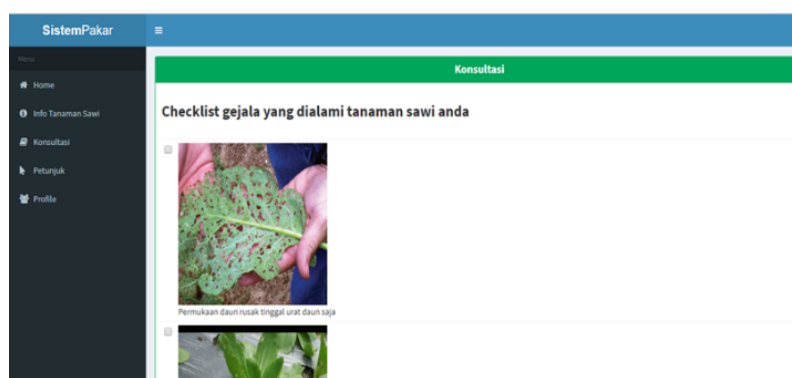 SistemPakar
Menu
Home
Info Tanaman Sawi
Konsultasi
Petunjuk
Profile
Konsultasi
Checklist gejala yang dialami tanaman sawi anda
Permukaan daun rusak tinggal urat daun saja